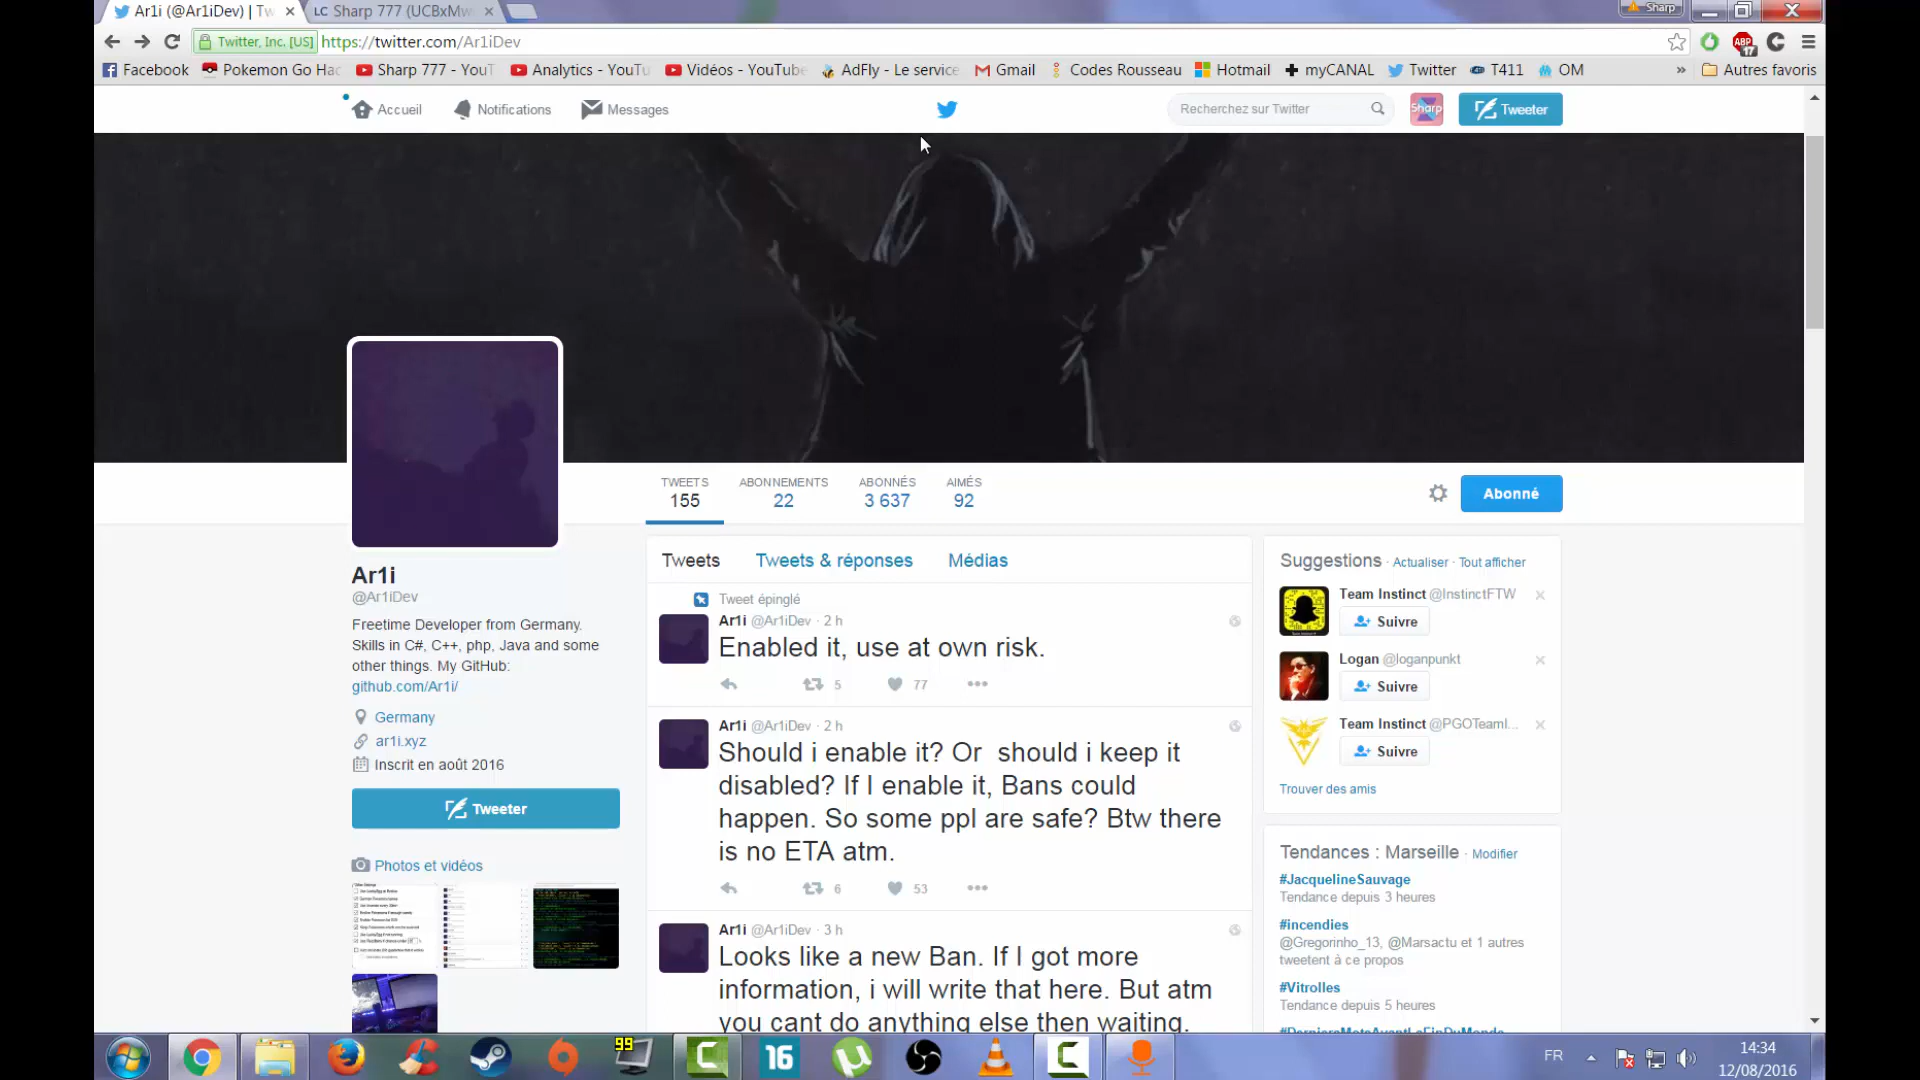 Ar1i (@Ar1iDev) | Tw
Sharp 777 (UCBxMw
Sharp
Twitter, Inc. [US]
https://twitter.com/Ar1iDev
Facebook
Pokemon Go Hac
Sharp 777 - YouT
Analytics - YouTu
Vidéos - YouTube
AdFly - Le service
Gmail
Codes Rousseau
Hotmail
myCANAL
Twitter
T411
OM
»
Autres favoris
Accueil
Notifications
Messages
Recherchez sur Twitter
Sharp
Tweeter
TWEETS
155
ABONNEMENTS
22
ABONNÉS
3 637
AIMÉS
92
Abonné
Ar1i
@Ar1iDev
Freetime Developer from Germany.
Skills in C#, C++, php, Java and some
other things. My GitHub:
github.com/Ar1i/
Germany
ar1i.xyz
Inscrit en août 2016
Tweeter
Photos et vidéos
Tweets
Tweets & réponses
Médias
Tweet épinglé
Ar1i @Ar1iDev · 2 h
Enabled it, use at own risk.
5
77
Ar1i @Ar1iDev · 2 h
Should i enable it? Or should i keep it
disabled? If I enable it, Bans could
happen. So some ppl are safe? Btw there
is no ETA atm.
6
53
Ar1i @Ar1iDev · 3 h
Looks like a new Ban. If I got more
information, i will write that here. But atm
you cant do anything else then waiting.
Suggestions · Actualiser · Tout afficher
Team Instinct @InstinctFTW
Suivre
Logan @loganpunkt
Suivre
Team Instinct @PGOTeamI...
Suivre
Trouver des amis
Tendances : Marseille · Modifier
#JacquelineSauvage
Tendance depuis 3 heures
#incendies
@Gregorinho_13, @Marsactu et 1 autres
tweetent à ce propos
#Vitrolles
Tendance depuis 5 heures
#DerniersMotsAvantLaFinDuMonde
99
16
FR
14:34
12/08/2016